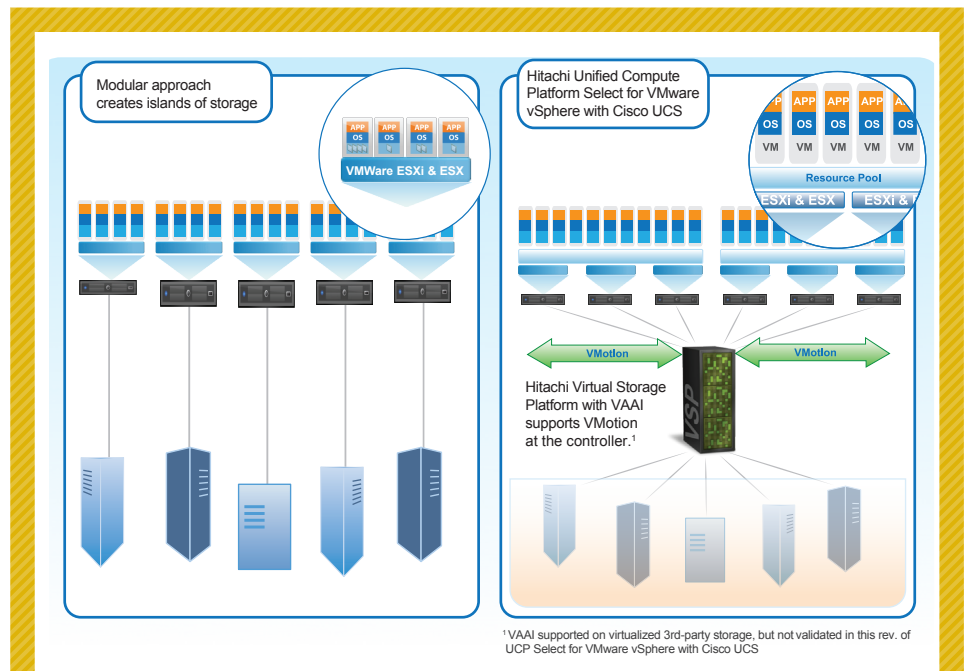 Modular approach
creates islands of storage
APP APP APP APP
OS OS OS OS
VMWare ESXi & ESX
Hitachi Unified Compute
Platform Select for VMware
vSphere with Cisco UCS
APP APP APP
OS OS OS OS OS
VM VM VM VM VM
Resource Pool
ESXi & ESX ESXi &
VMotion VMotion
Hitachi Virtual Storage
Platform with VAAI
supports VMotion
at the controller.¹
VSP
¹ VAAI supported on virtualized 3rd-party storage, but not validated in this rev. of
UCP Select for VMware vSphere with Cisco UCS